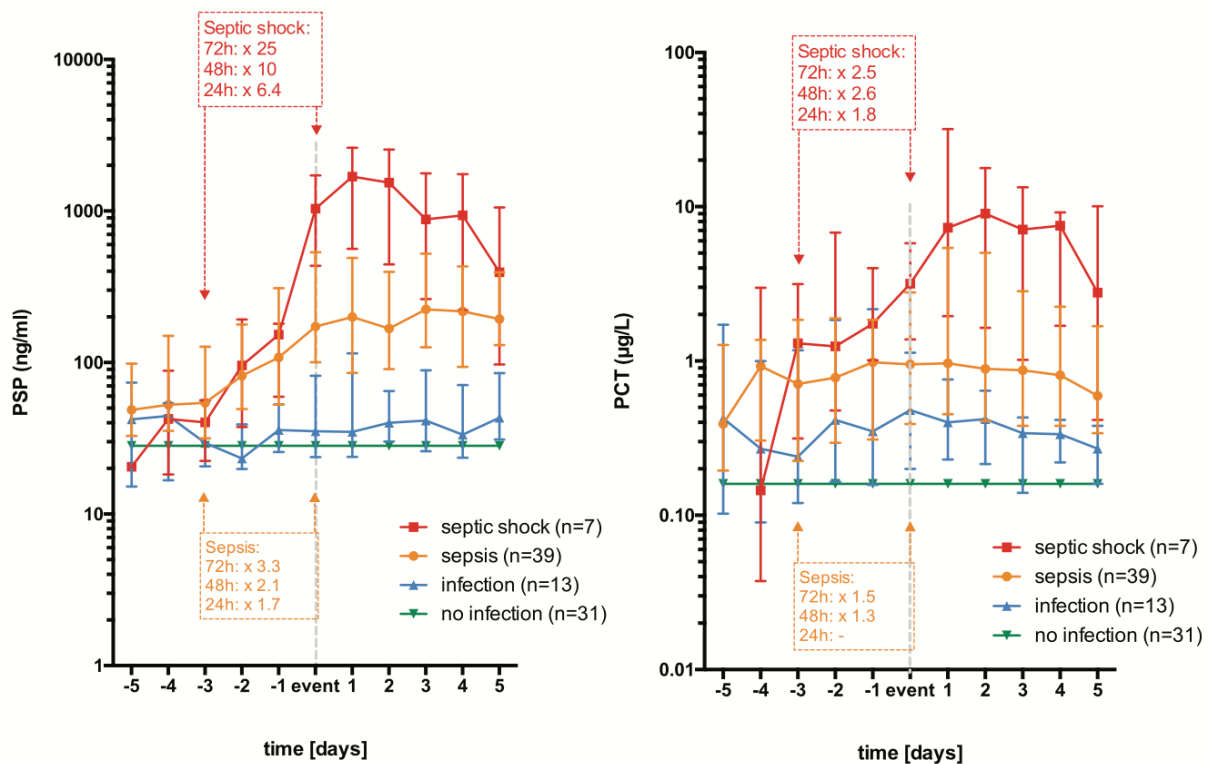 Septic shock:
72h: x 25
48h: x 10
24h: x 6.4
10000
1000
100
10
1
PSP (ng/ml)
Sepsis:
72h: x 3.3
48h: x 2.1
24h: x 1.7
septic shock (n=7)
sepsis (n=39)
infection (n=13)
no infection (n=31)
-5 -4 -3 -2 -1 event 1 2 3 4 5
time [days]
Septic shock:
72h: x 2.5
48h: x 2.6
24h: x 1.8
100
10
1
0.10
0.01
PCT (µg/L)
Sepsis:
72h: x 1.5
48h: x 1.3
24h: -
septic shock (n=7)
sepsis (n=39)
infection (n=13)
no infection (n=31)
-5 -4 -3 -2 -1 event 1 2 3 4 5
time [days]